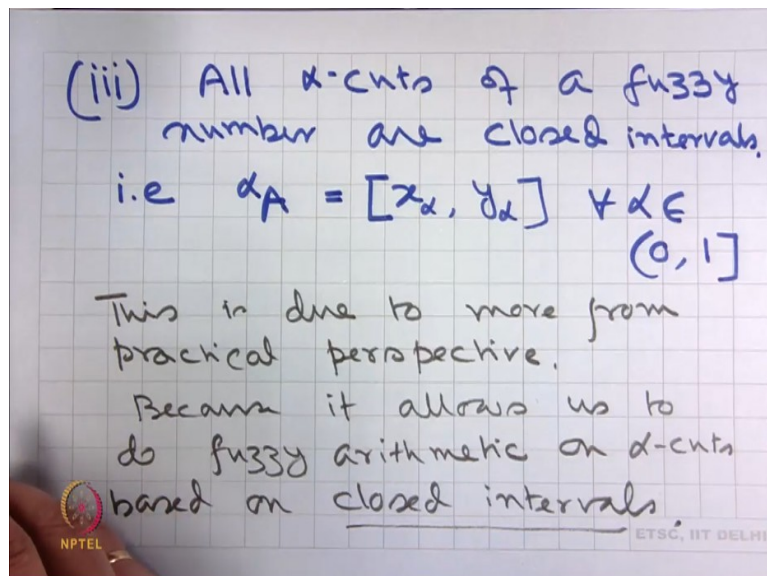 (iii) All α-cuts of a fuzzy
number are closed intervals.
i.e αA = [xα, yα] ∀ α ∈
(0, 1]
This is due to more from
practical perspective.
Because it allows us to
do fuzzy arithmetic on α-cuts
based on closed intervals.
NPTEL
ETSC, IIT DELHI